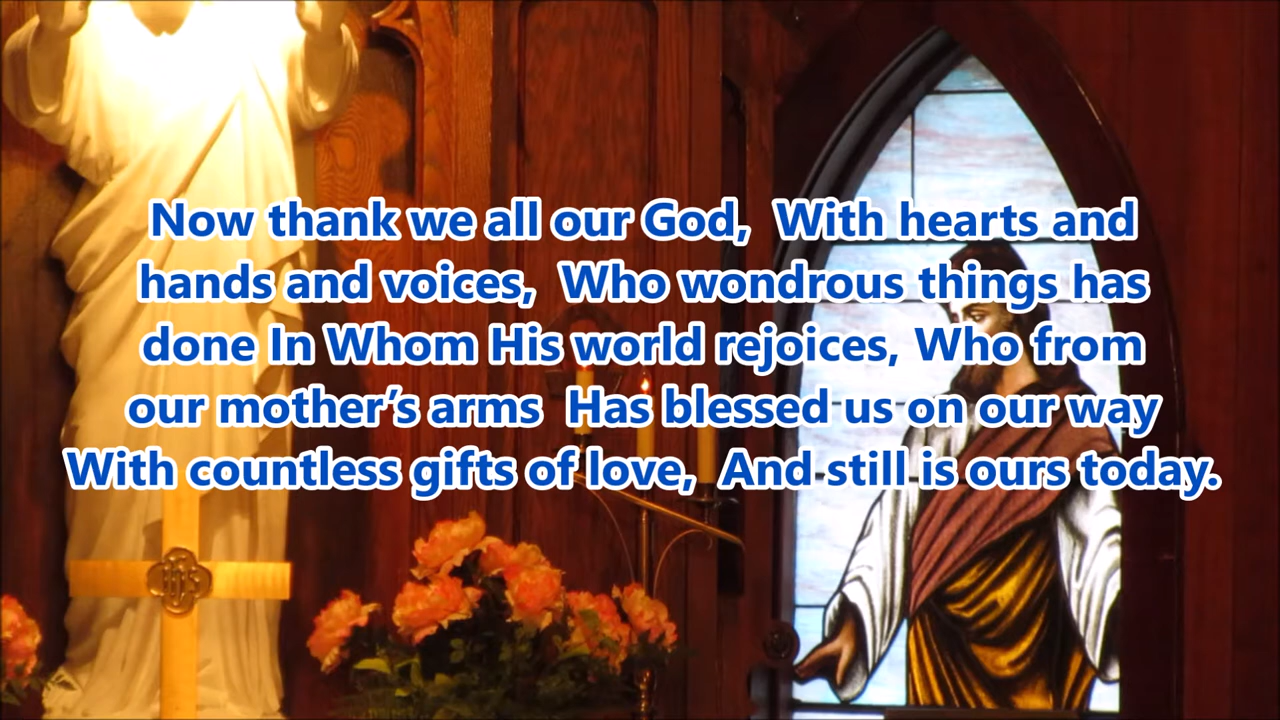 Now thank we all our God, With hearts and
hands and voices, Who wondrous things has
done In Whom His world rejoices, Who from
our mother’s arms Has blessed us on our way
With countless gifts of love, And still is ours today.
IHS